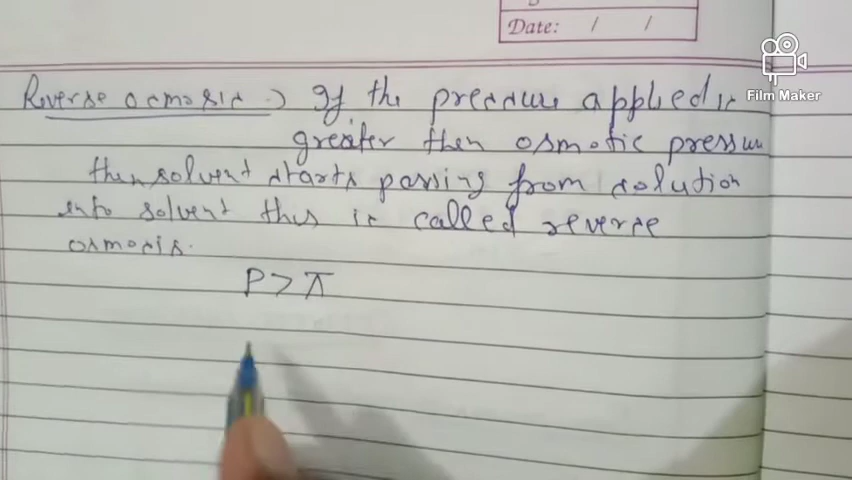 Date: / /
Film Maker
Reverse osmosis → If the pressure applied is
greater then osmotic pressure
then solvent starts passing from solution
into solvent this is called reverse
osmosis.
P > π